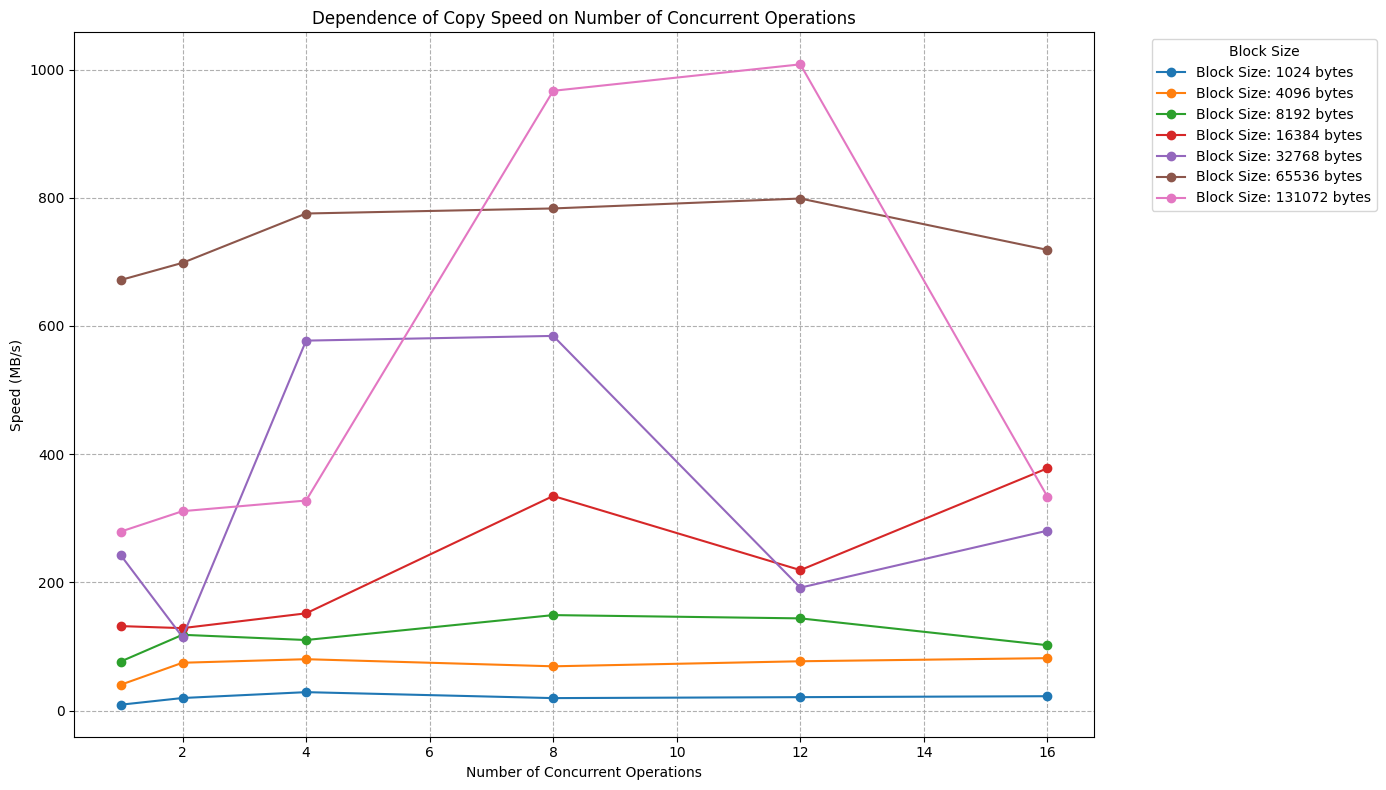 Dependence of Copy Speed on Number of Concurrent Operations
Speed (MB/s)
1000
800
600
400
200
0
2 4 6 8 10 12 14 16
Number of Concurrent Operations
Block Size
Block Size: 1024 bytes
Block Size: 4096 bytes
Block Size: 8192 bytes
Block Size: 16384 bytes
Block Size: 32768 bytes
Block Size: 65536 bytes
Block Size: 131072 bytes